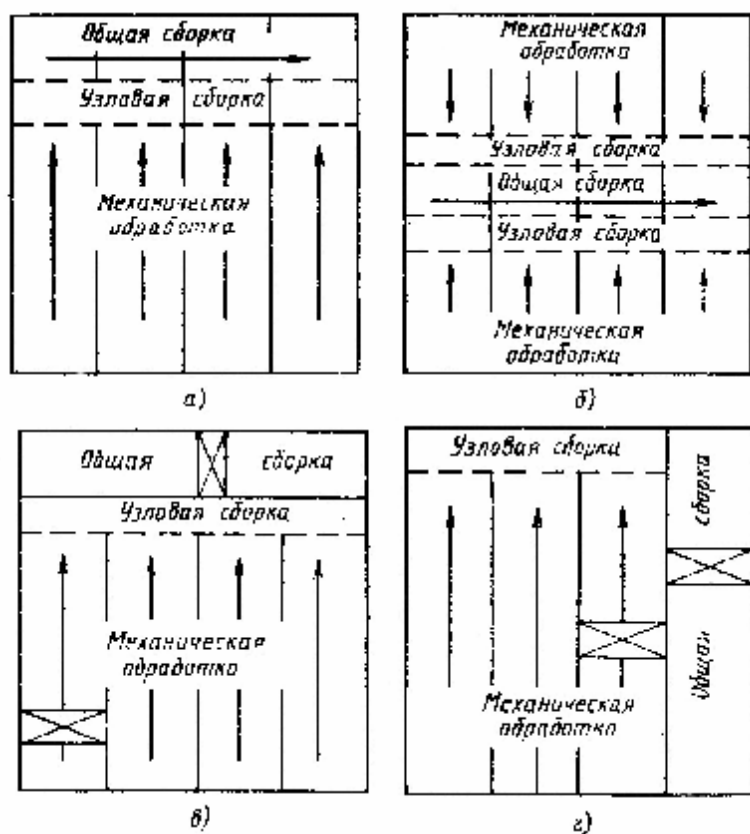 Общая сборка
Узловая сборка
Механическая
обработка
а)
Механическая
обработка
Узловая сборка
Общая сборка
Узловая сборка
Механическая
обработка
б)
Общая сборка
Узловая сборка
Механическая
обработка
в)
Узловая сборка
Общая сборка
Механическая
обработка
г)